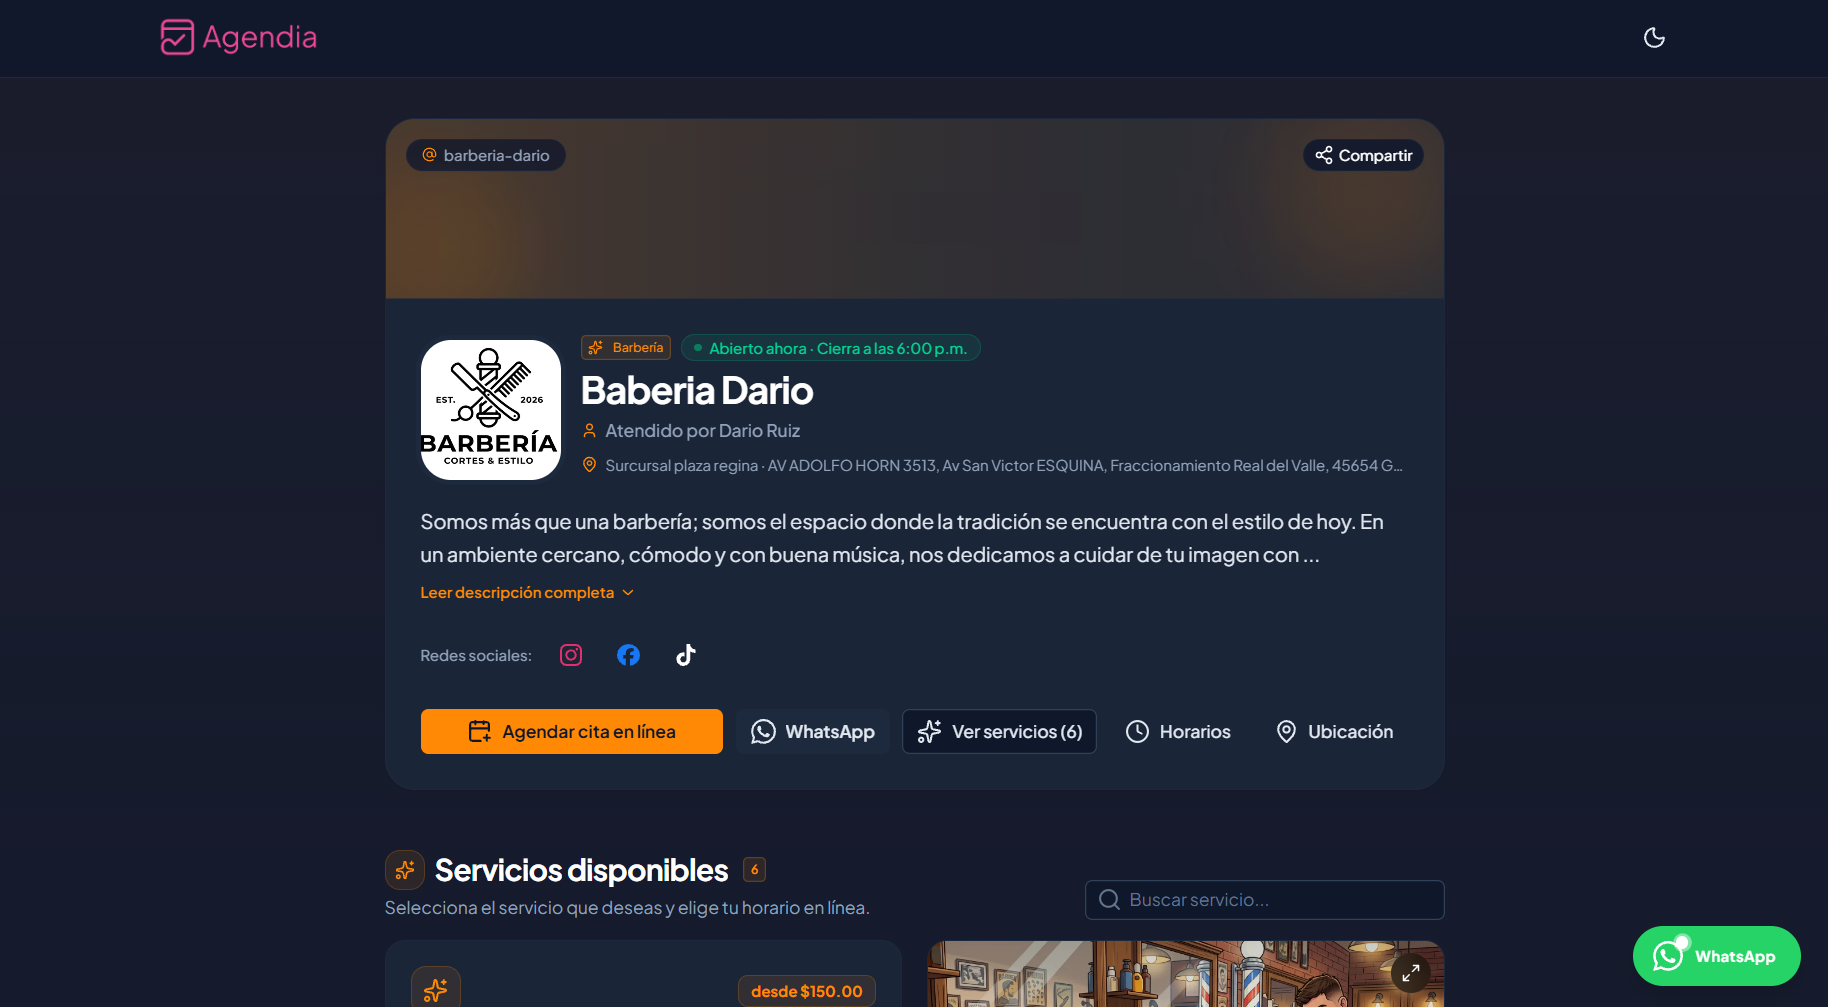 Agendia
barberia-dario
Compartir
Barbería
Abierto ahora · Cierra a las 6:00 p.m.
EST. 2026
BARBERÍA
CORTES & ESTILO
Baberia Dario
Atendido por Dario Ruiz
Surcursal plaza regina · AV ADOLFO HORN 3513, Av San Victor ESQUINA, Fraccionamiento Real del Valle, 45654 G...
Somos más que una barbería; somos el espacio donde la tradición se encuentra con el estilo de hoy. En
un ambiente cercano, cómodo y con buena música, nos dedicamos a cuidar de tu imagen con ...
Leer descripción completa
Redes sociales:
Agendar cita en línea
WhatsApp
Ver servicios (6)
Horarios
Ubicación
Servicios disponibles 6
Selecciona el servicio que deseas y elige tu horario en línea.
Buscar servicio...
desde $150.00
WhatsApp